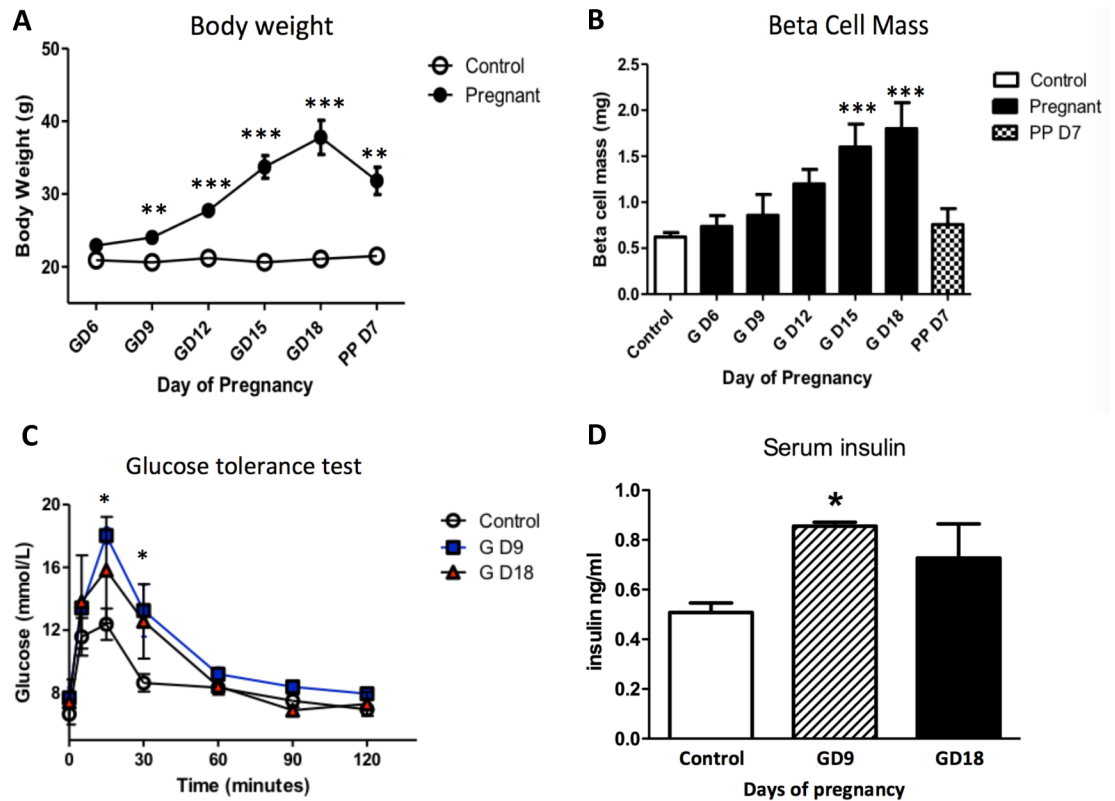 A
Body weight
Control
Pregnant
***
***
***
**
**
50
40
30
20
Body Weight (g)
GD6
GD9
GD12
GD15
GD18
PP D7
Day of Pregnancy
B
Beta Cell Mass
Control
Pregnant
PP D7
***
***
2.5
2.0
1.5
1.0
0.5
0.0
Beta cell mass (mg)
Control
G D6
G D9
G D12
G D15
G D18
PP D7
Day of Pregnancy
C
Glucose tolerance test
Control
G D9
G D18
*
*
20
16
12
8
Glucose (mmol/L)
0 30 60 90 120
Time (minutes)
D
Serum insulin
*
1.0
0.8
0.6
0.4
0.2
0.0
insulin ng/ml
Control GD9 GD18
Days of pregnancy